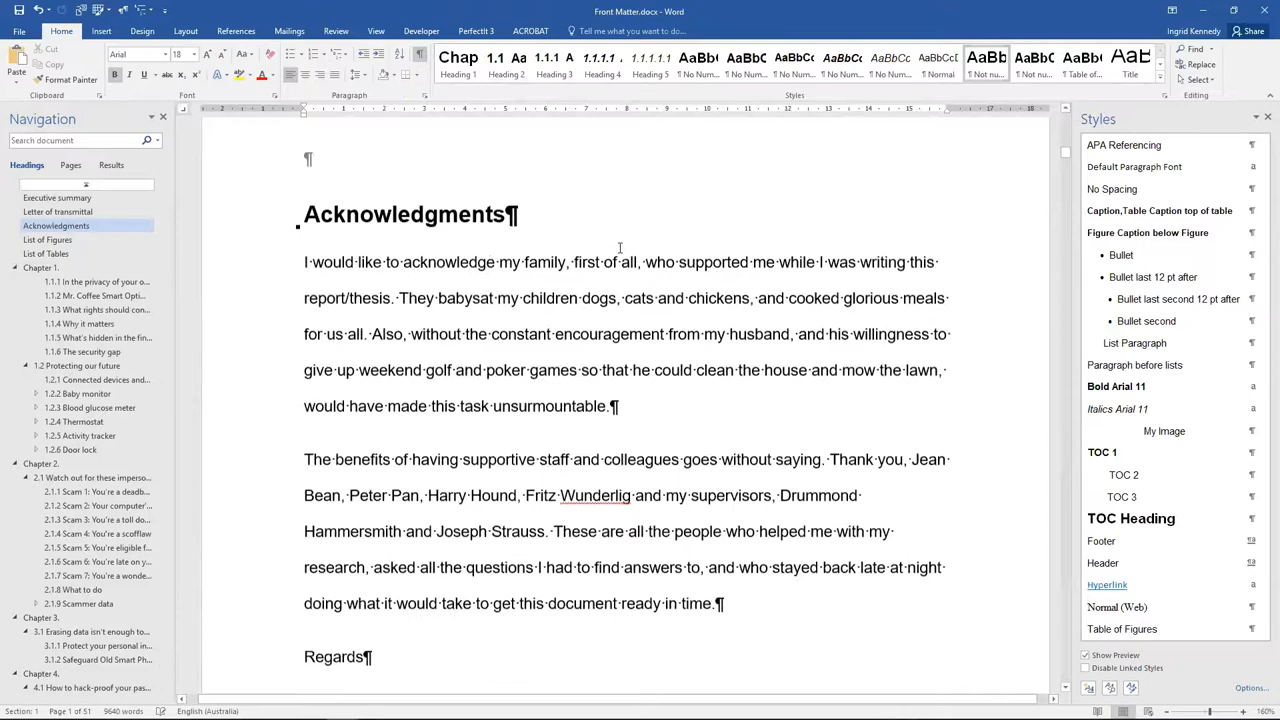 Front Matter.docx - Word
Ingrid Kennedy
File Home Insert Design Layout References Mailings Review View Developer PerfectIt 3 ACROBAT Tell me what you want to do... Share
Paste
Cut
Copy
Format Painter
Arial 18
Chap 1.1 Aa 1.1.1 A 1.1.1.1 1.1.1.1.1 AaBbC AaBbCc AaBbCc AaBbCc AaBbCc AaBbC AaBbC AaBbC AaBbC
Heading 1 Heading 2 Heading 3 Heading 4 Heading 5 ¶ No Num... ¶ No Num... ¶ No Num... ¶ No Num... ¶ No Num... ¶ Normal ¶ Not nu... ¶ Not nu... ¶ Table of... Title
Find
Replace
Select
Clipboard Font Paragraph Styles Editing
Navigation
Search document
Headings Pages Results
Executive summary
Letter of transmittal
Acknowledgments
List of Figures
List of Tables
Chapter 1.
1.1.1 In the privacy of your...
1.1.2 Mr. Coffee Smart Opti...
1.1.3 What rights should con...
1.1.4 Why it matters
1.1.5 What's hidden in the fin...
1.1.6 The security gap
1.2 Protecting our future
1.2.1 Connected devices and...
1.2.2 Baby monitor
1.2.3 Blood glucose meter
1.2.4 Thermostat
1.2.5 Activity tracker
1.2.6 Door lock
Chapter 2.
2.1 Watch out for these imperso...
2.1.1 Scam 1: You're a deadb...
2.1.2 Scam 2: Your computer'...
2.1.3 Scam 3: You're a toll do...
2.1.4 Scam 4: You're a scofflaw
2.1.5 Scam 5: You're eligible f...
2.1.6 Scam 6: You're late on y...
2.1.7 Scam 7: You're a wonde...
2.1.8 What to do
2.1.9 Scammer data
Chapter 3.
3.1 Erasing data isn't enough to...
3.1.1 Protect your personal in...
3.1.2 Safeguard Old Smart Ph...
Chapter 4.
4.1 How to hack-proof your pas...
¶
Acknowledgments¶
I would like to acknowledge my family, first of all, who supported me while I was writing this
report/thesis. They babysat my children dogs, cats and chickens, and cooked glorious meals
for us all. Also, without the constant encouragement from my husband, and his willingness to
give up weekend golf and poker games so that he could clean the house and mow the lawn,
would have made this task unsurmountable.¶
The benefits of having supportive staff and colleagues goes without saying. Thank you, Jean
Bean, Peter Pan, Harry Hound, Fritz Wunderlig and my supervisors, Drummond
Hammersmith and Joseph Strauss. These are all the people who helped me with my
research, asked all the questions I had to find answers to, and who stayed back late at night
doing what it would take to get this document ready in time.¶
Regards¶
Styles
APA Referencing ¶
Default Paragraph Font a
No Spacing ¶
Caption,Table Caption top of table ¶
Figure Caption below Figure ¶
• Bullet ¶
• Bullet last 12 pt after ¶
• Bullet last second 12 pt after ¶
• Bullet second ¶
List Paragraph ¶
Paragraph before lists ¶
Bold Arial 11 a
Italics Arial 11 a
My Image ¶
TOC 1 ¶
TOC 2 ¶
TOC 3 ¶
TOC Heading ¶
Footer ¶a
Header ¶a
Hyperlink a
Normal (Web) ¶
Table of Figures ¶
Show Preview
Disable Linked Styles
Options...
Section: 1 Page 1 of 51 9640 words English (Australia) 160%